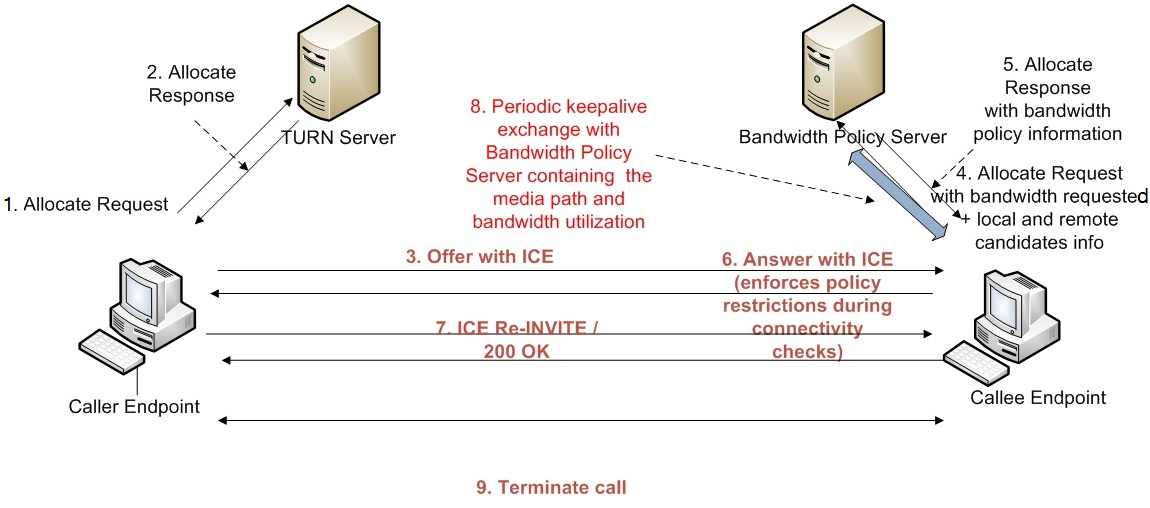 2. Allocate
Response
TURN Server
1. Allocate Request
8. Periodic keepalive
exchange with
Bandwidth Policy
Server containing the
media path and
bandwidth utilization
Bandwidth Policy Server
5. Allocate
Response
with bandwidth
policy information
4. Allocate Request
with bandwidth requested
+ local and remote
candidates info
3. Offer with ICE
6. Answer with ICE
(enforces policy
restrictions during
connectivity
checks)
7. ICE Re-INVITE /
200 OK
Caller Endpoint
Callee Endpoint
9. Terminate call